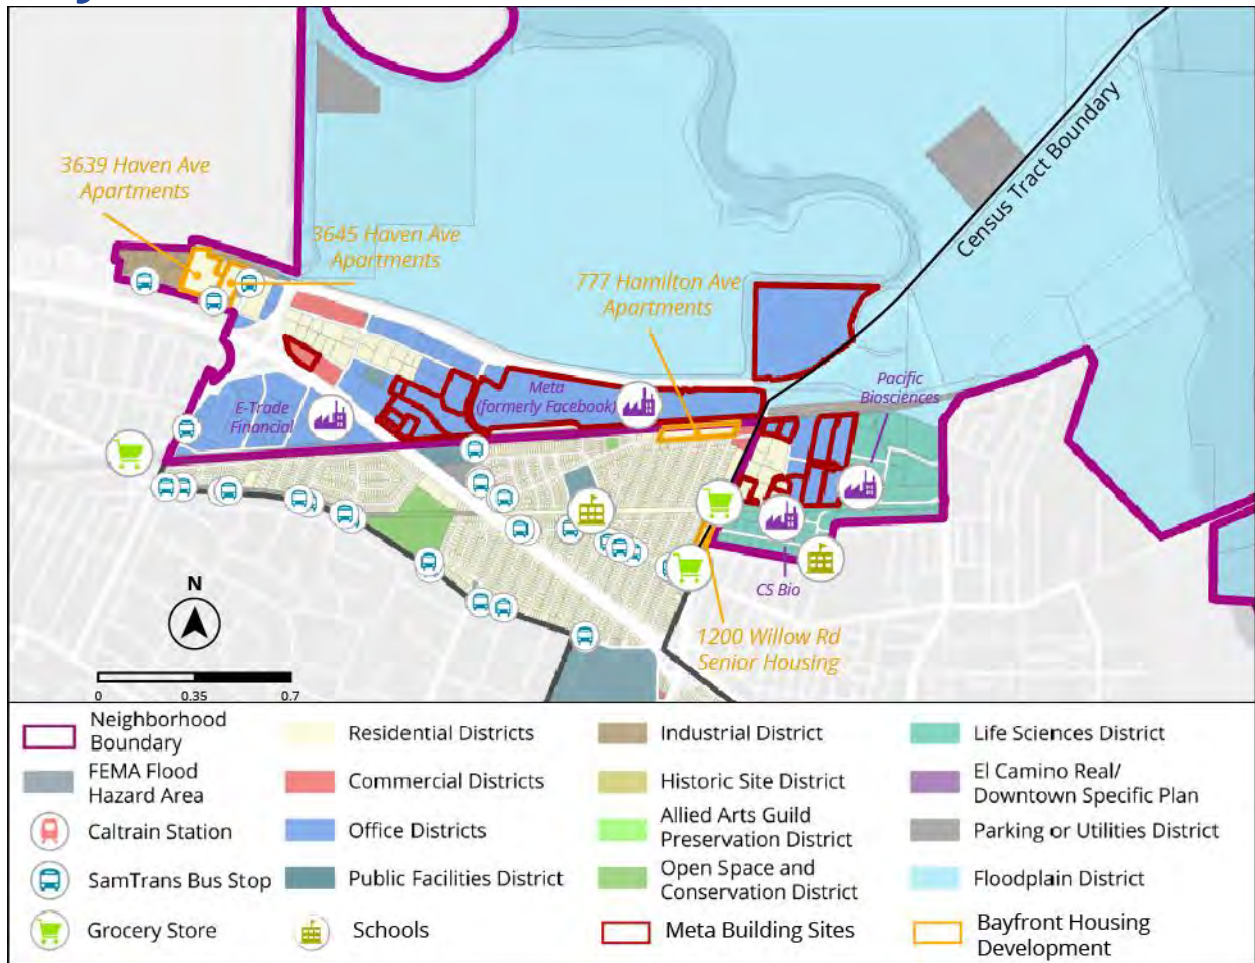 3639 Haven Ave
Apartments
3645 Haven Ave
Apartments
777 Hamilton Ave
Apartments
Census Tract Boundary
Pacific
Biosciences
Meta
(formerly Facebook)
E-Trade
Financial
CS Bio
1200 Willow Rd
Senior Housing
N
0
0.35
0.7
Neighborhood
Boundary
Residential Districts
Industrial District
Life Sciences District
FEMA Flood
Hazard Area
Commercial Districts
Historic Site District
El Camino Real/
Downtown Specific Plan
Caltrain Station
Office Districts
Allied Arts Guild
Preservation District
Parking or Utilities District
SamTrans Bus Stop
Public Facilities District
Open Space and
Conservation District
Floodplain District
Grocery Store
Schools
Meta Building Sites
Bayfront Housing
Development